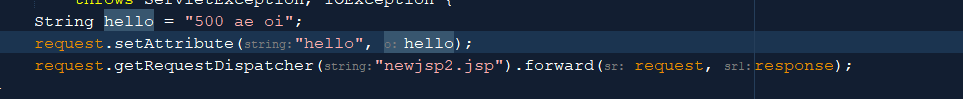 throws ServletException, IOException {
String hello = "500 ae oi";
request.setAttribute(string:"hello", o: hello);
request.getRequestDispatcher(string:"newjsp2.jsp").forward(sr: request, srl: response);